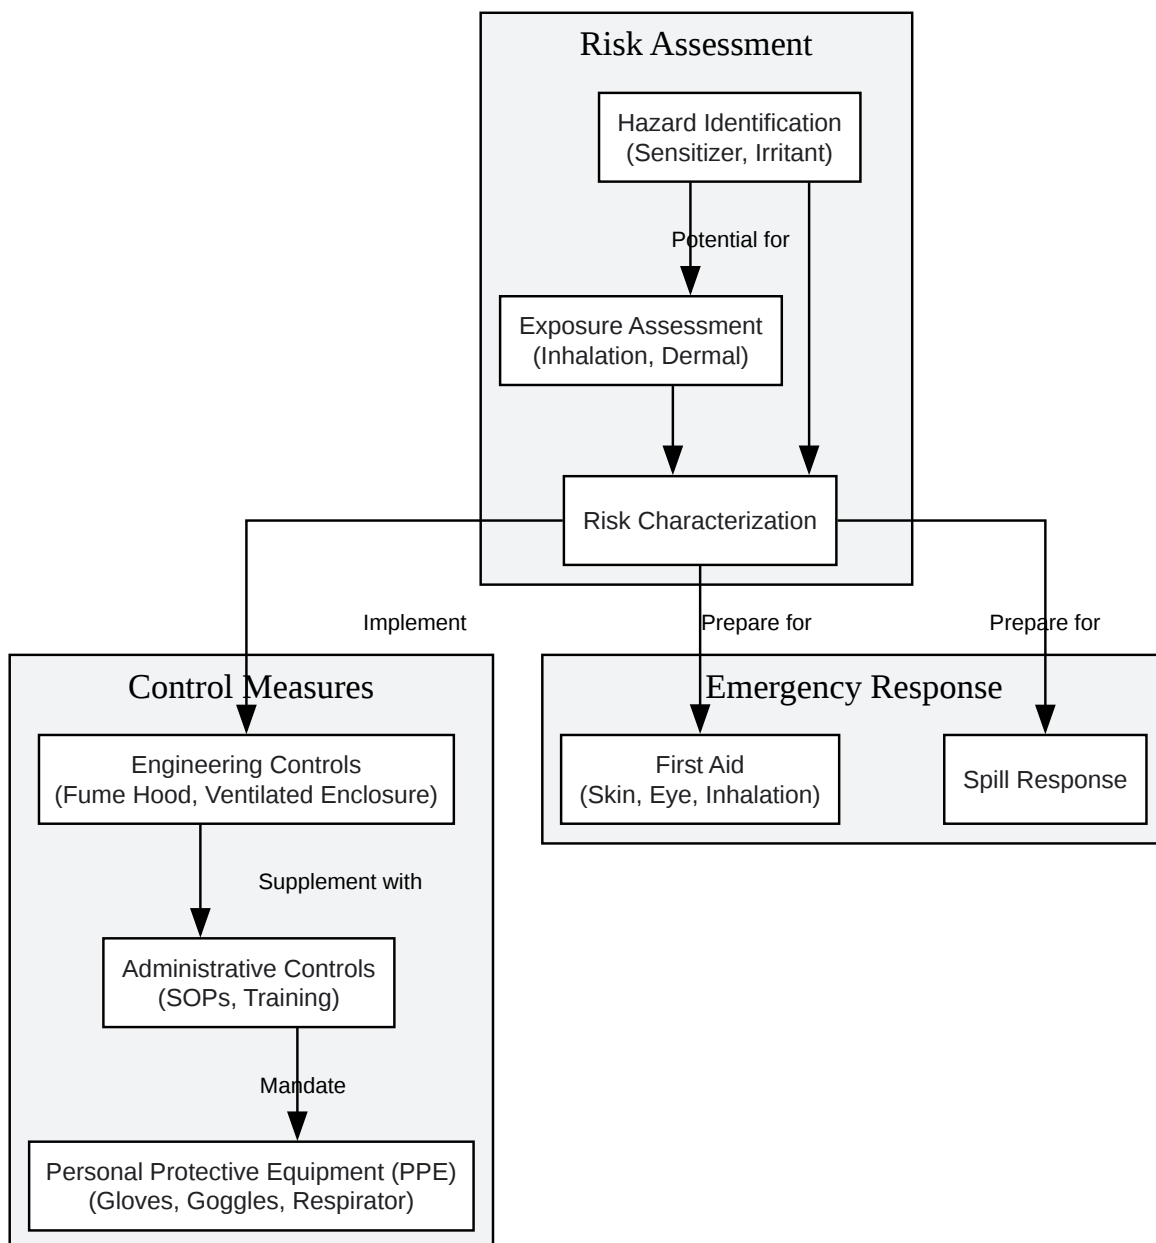 Risk Assessment
Hazard Identification
(Sensitizer, Irritant)
Potential for
Exposure Assessment
(Inhalation, Dermal)
Risk Characterization
Implement
Prepare for
Prepare for
Control Measures
Emergency Response
Engineering Controls
(Fume Hood, Ventilated Enclosure)
First Aid
(Skin, Eye, Inhalation)
Spill Response
Supplement with
Administrative Controls
(SOPs, Training)
Mandate
Personal Protective Equipment (PPE)
(Gloves, Goggles, Respirator)